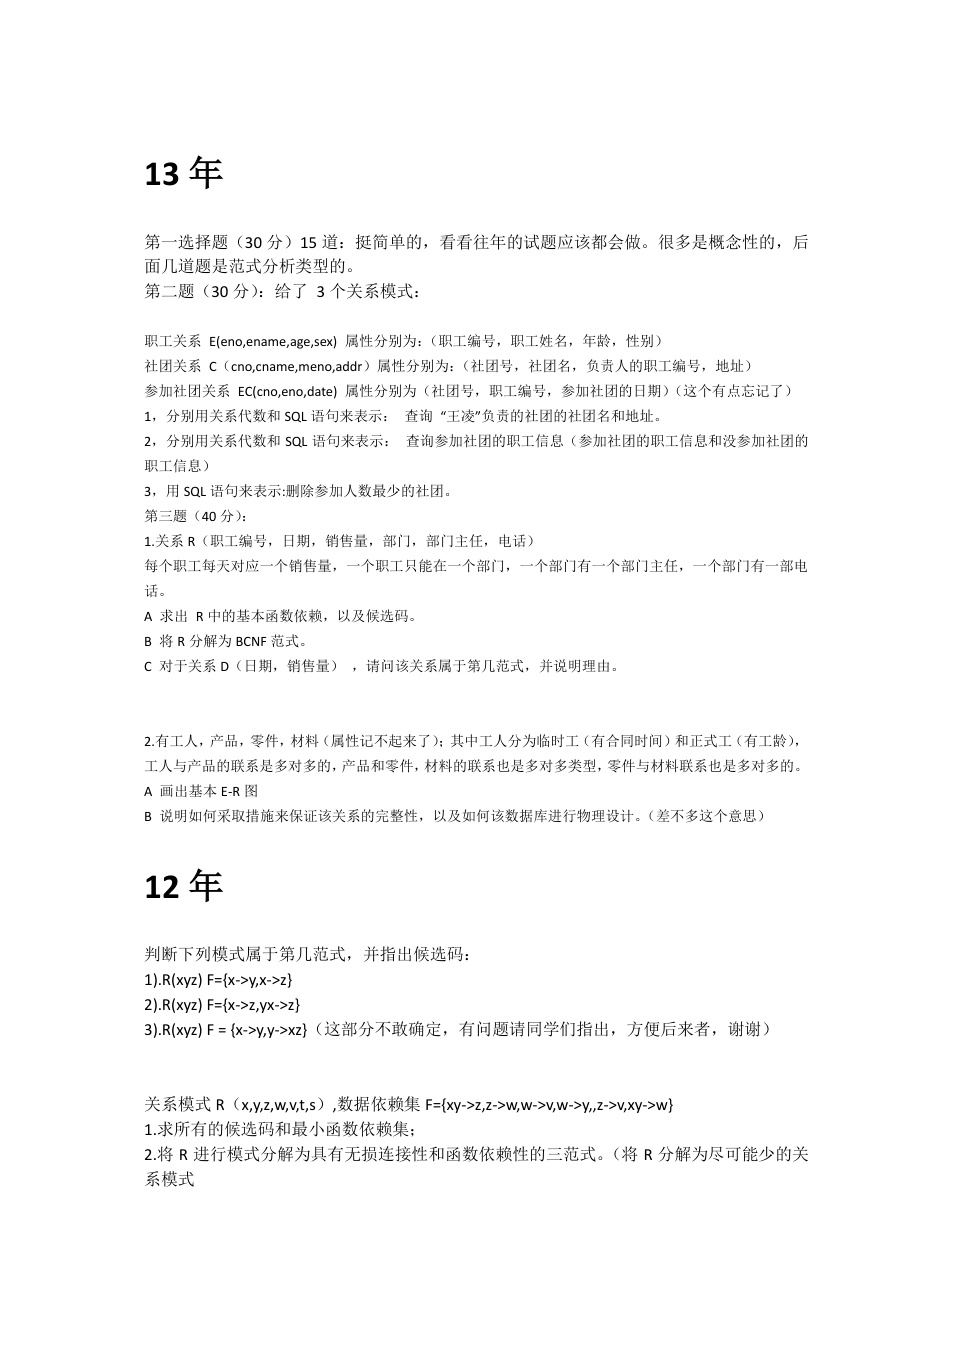 13 年
第一选择题（30 分）15 道：挺简单的，看看往年的试题应该都会做。很多是概念性的，后
面几道题是范式分析类型的。
第二题（30 分）：给了 3 个关系模式：
职工关系 E(eno,ename,age,sex) 属性分别为：（职工编号，职工姓名，年龄，性别）
社团关系 C（cno,cname,meno,addr）属性分别为：（社团号，社团名，负责人的职工编号，地址）
参加社团关系 EC(cno,eno,date) 属性分别为（社团号，职工编号，参加社团的日期）（这个有点忘记了）
1，分别用关系代数和 SQL 语句来表示： 查询 “王凌”负责的社团的社团名和地址。
2，分别用关系代数和 SQL 语句来表示： 查询参加社团的职工信息（参加社团的职工信息和没参加社团的
职工信息）
3，用 SQL 语句来表示:删除参加人数最少的社团。
第三题（40 分）：
1.关系 R（职工编号，日期，销售量，部门，部门主任，电话）
每个职工每天对应一个销售量，一个职工只能在一个部门，一个部门有一个部门主任，一个部门有一部电
话。
A 求出 R 中的基本函数依赖，以及候选码。
B 将 R 分解为 BCNF 范式。
C 对于关系 D（日期，销售量） ，请问该关系属于第几范式，并说明理由。
2.有工人，产品，零件，材料（属性记不起来了）；其中工人分为临时工（有合同时间）和正式工（有工龄），
工人与产品的联系是多对多的，产品和零件，材料的联系也是多对多类型，零件与材料联系也是多对多的。
A 画出基本 E-R 图
B 说明如何采取措施来保证该关系的完整性，以及如何该数据库进行物理设计。（差不多这个意思）
12 年
判断下列模式属于第几范式，并指出候选码：
1).R(xyz) F={x->y,x->z}
2).R(xyz) F={x->z,yx->z}
3).R(xyz) F = {x->y,y->xz}（这部分不敢确定，有问题请同学们指出，方便后来者，谢谢）
关系模式 R（x,y,z,w,v,t,s）,数据依赖集 F={xy->z,z->w,w->v,w->y,,z->v,xy->w}
1.求所有的候选码和最小函数依赖集；
2.将 R 进行模式分解为具有无损连接性和函数依赖性的三范式。（将 R 分解为尽可能少的关
系模式